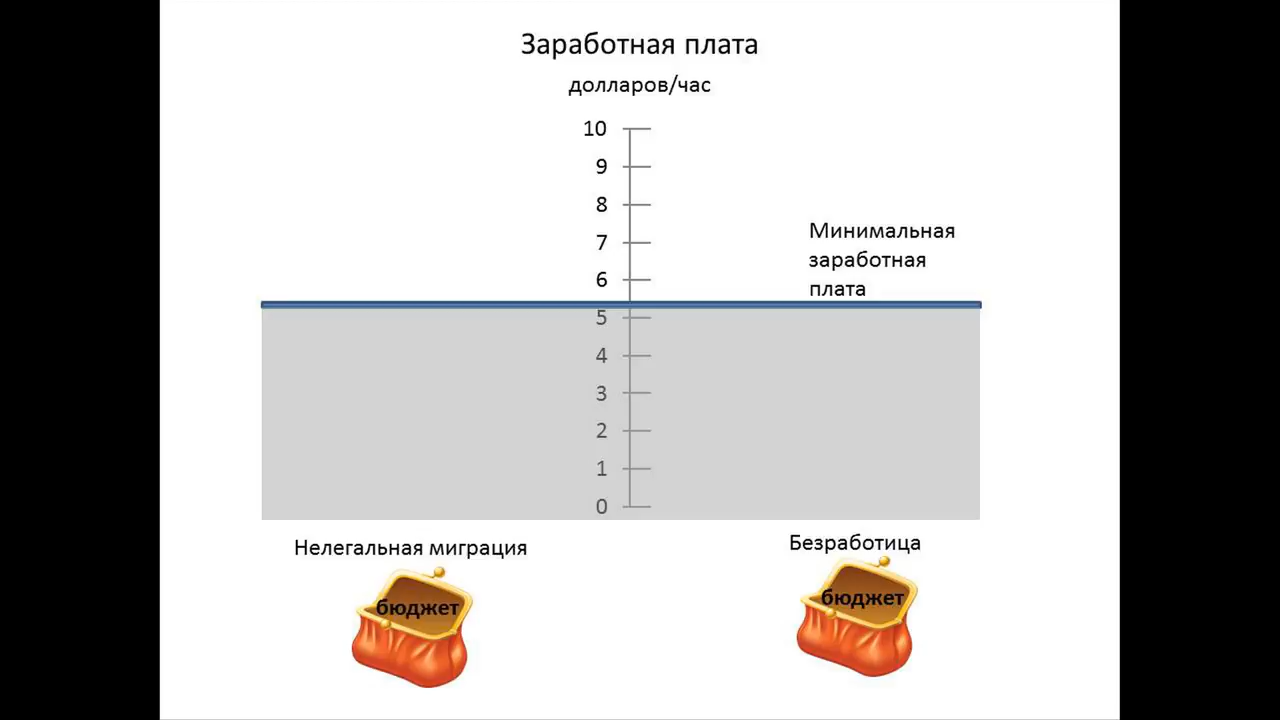 Заработная плата
долларов/час
10
9
8
7
Минимальная
заработная
плата
6
5
4
3
2
1
0
Нелегальная миграция
Безработица
бюджет
бюджет